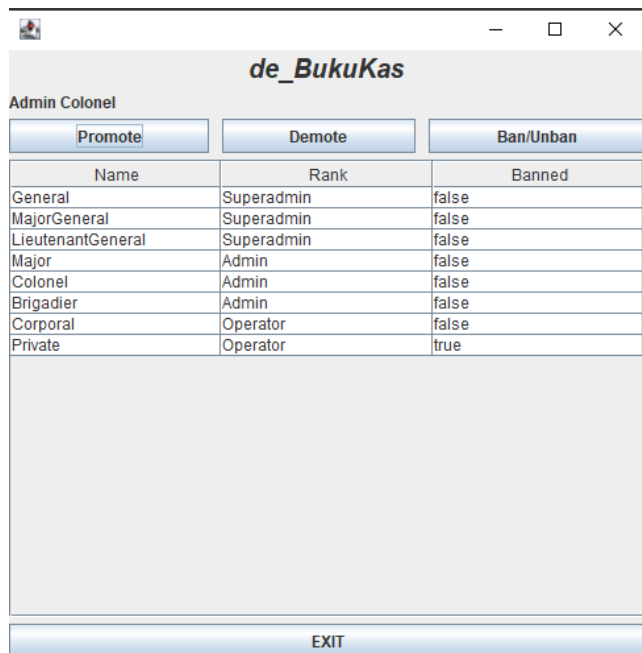 de_BukuKas
Admin Colonel
Promote Demote Ban/Unban
Name Rank Banned
General Superadmin false
MajorGeneral Superadmin false
LieutenantGeneral Superadmin false
Major Admin false
Colonel Admin false
Brigadier Admin false
Corporal Operator false
Private Operator true
EXIT